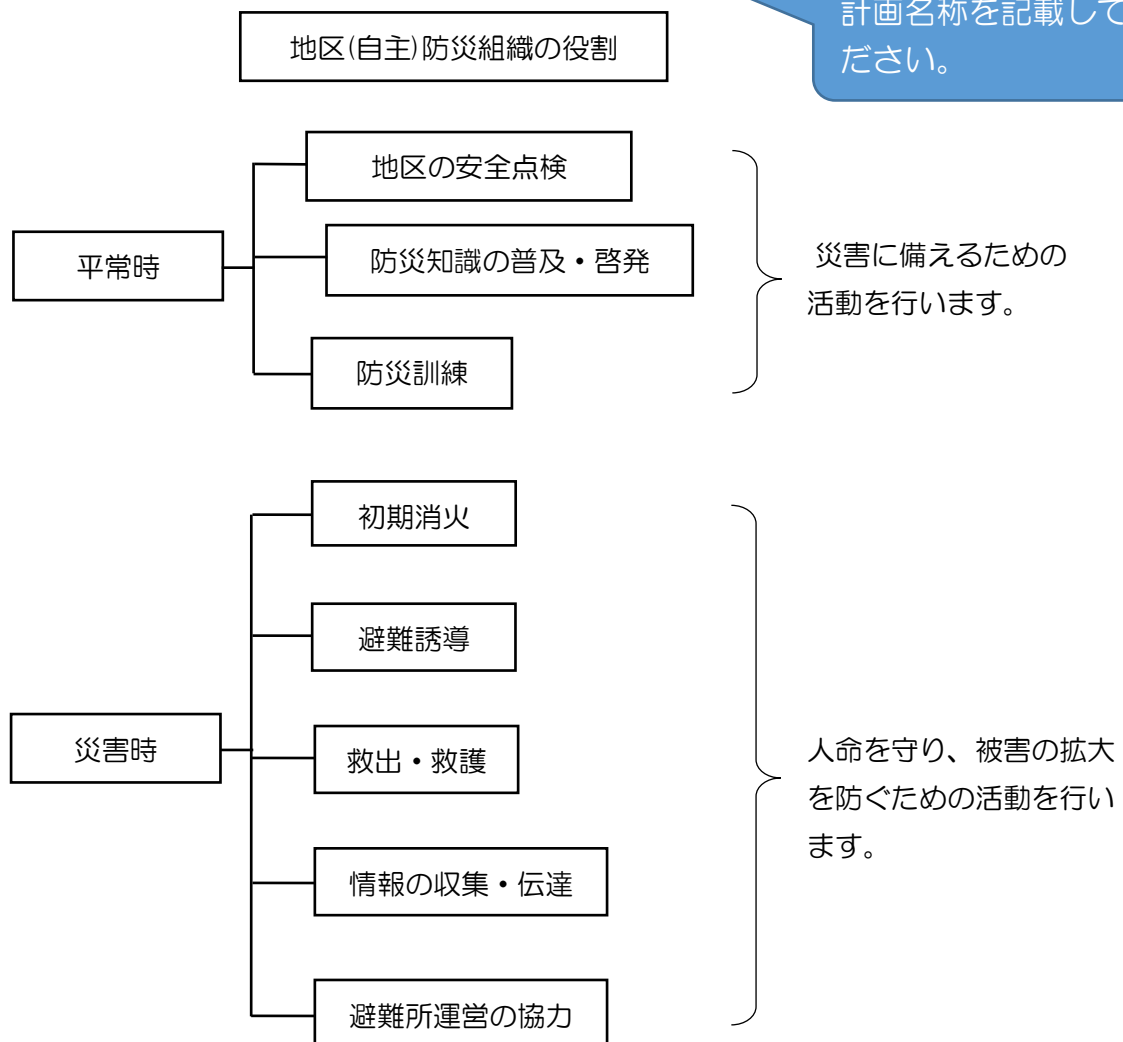 計画名称を記載して
ださい。
地区(自主)防災組織の役割
地区の安全点検
平常時
防災知識の普及・啓発
防災訓練
災害に備えるための
活動を行います。
初期消火
避難誘導
災害時
救出・救護
情報の収集・伝達
避難所運営の協力
人命を守り、被害の拡大
を防ぐための活動を行い
ます。